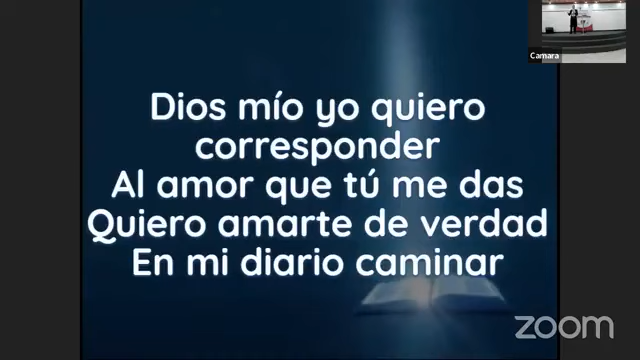 Dios mío yo quiero
corresponder
Al amor que tú me das
Quiero amarte de verdad
En mi diario caminar
Camara
zoom